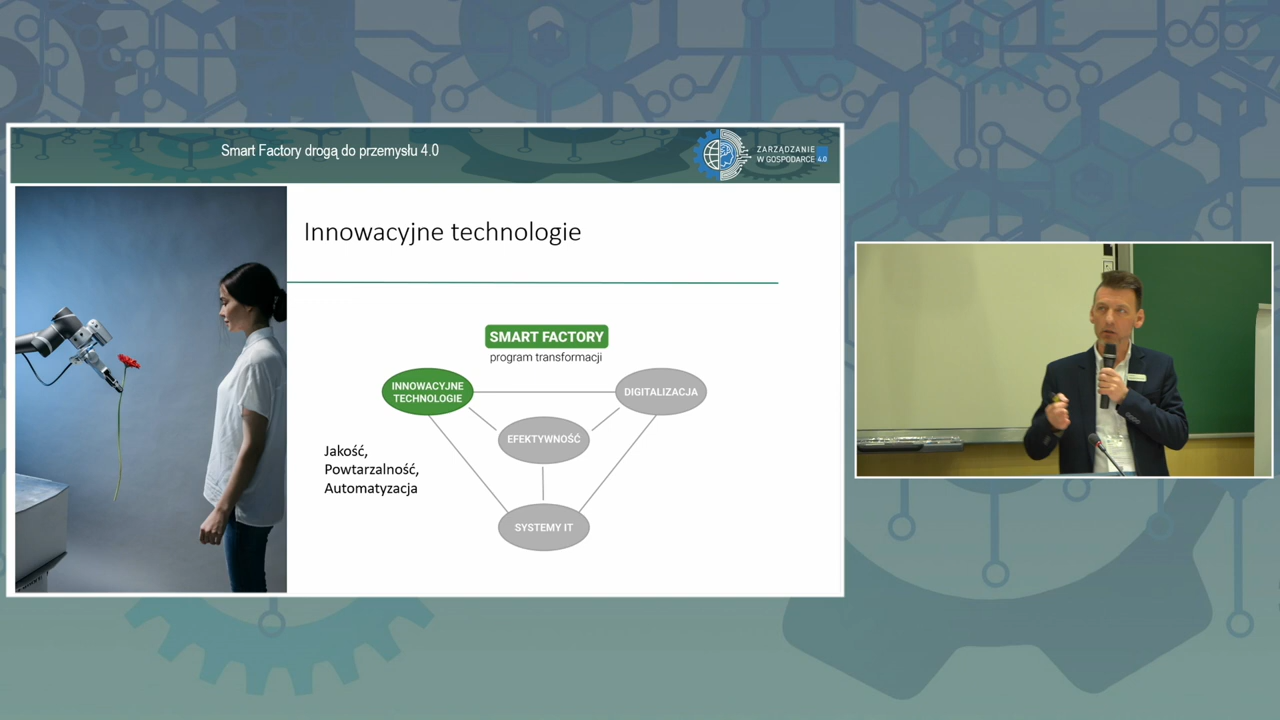 Smart Factory drogą do przemysłu 4.0
ZARZĄDZANIE
W GOSPODARCE 4.0
Innowacyjne technologie
SMART FACTORY
program transformacji
INNOWACYJNE
TECHNOLOGIE
DIGITALIZACJA
EFEKTYWNOŚĆ
Jakość,
Powtarzalność,
Automatyzacja
SYSTEMY IT